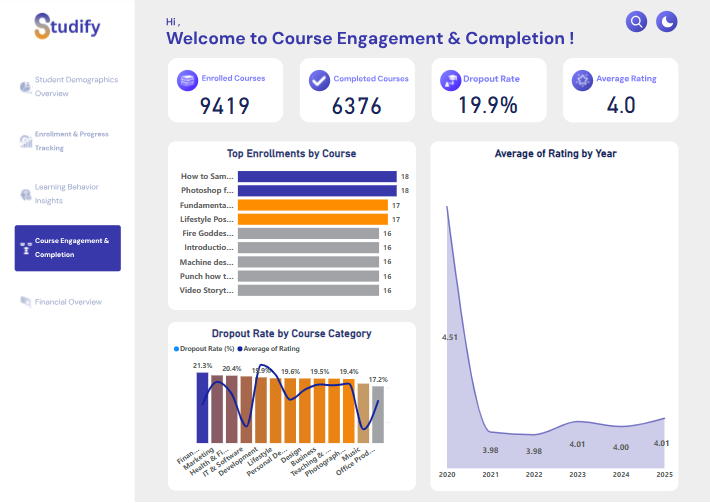 Studify
Student Demographics
Overview
Enrollment & Progress
Tracking
Learning Behavior
Insights
Course Engagement &
Completion
Financial Overview
Hi ,
Welcome to Course Engagement & Completion !
Enrolled Courses
9419
Completed Courses
6376
Dropout Rate
19.9%
Average Rating
4.0
Top Enrollments by Course
How to Sam... 18
Photoshop f... 18
Fundamenta... 17
Lifestyle Pos... 17
Fire Goddes... 16
Introductio... 16
Machine des... 16
Punch how t... 16
Video Storyt... 16
Dropout Rate by Course Category
Dropout Rate (%) Average of Rating
21.3% 20.4% 19.9% 19.6% 19.5% 19.4% 17.2%
Finan...
Marketing
Health & Fi...
IT & Software
Development
Lifestyle
Personal De...
Design
Business
Teaching & ...
Photograph...
Music
Office Prod...
Average of Rating by Year
4.51 3.98 3.98 4.01 4.00 4.01
2020 2021 2022 2023 2024 2025